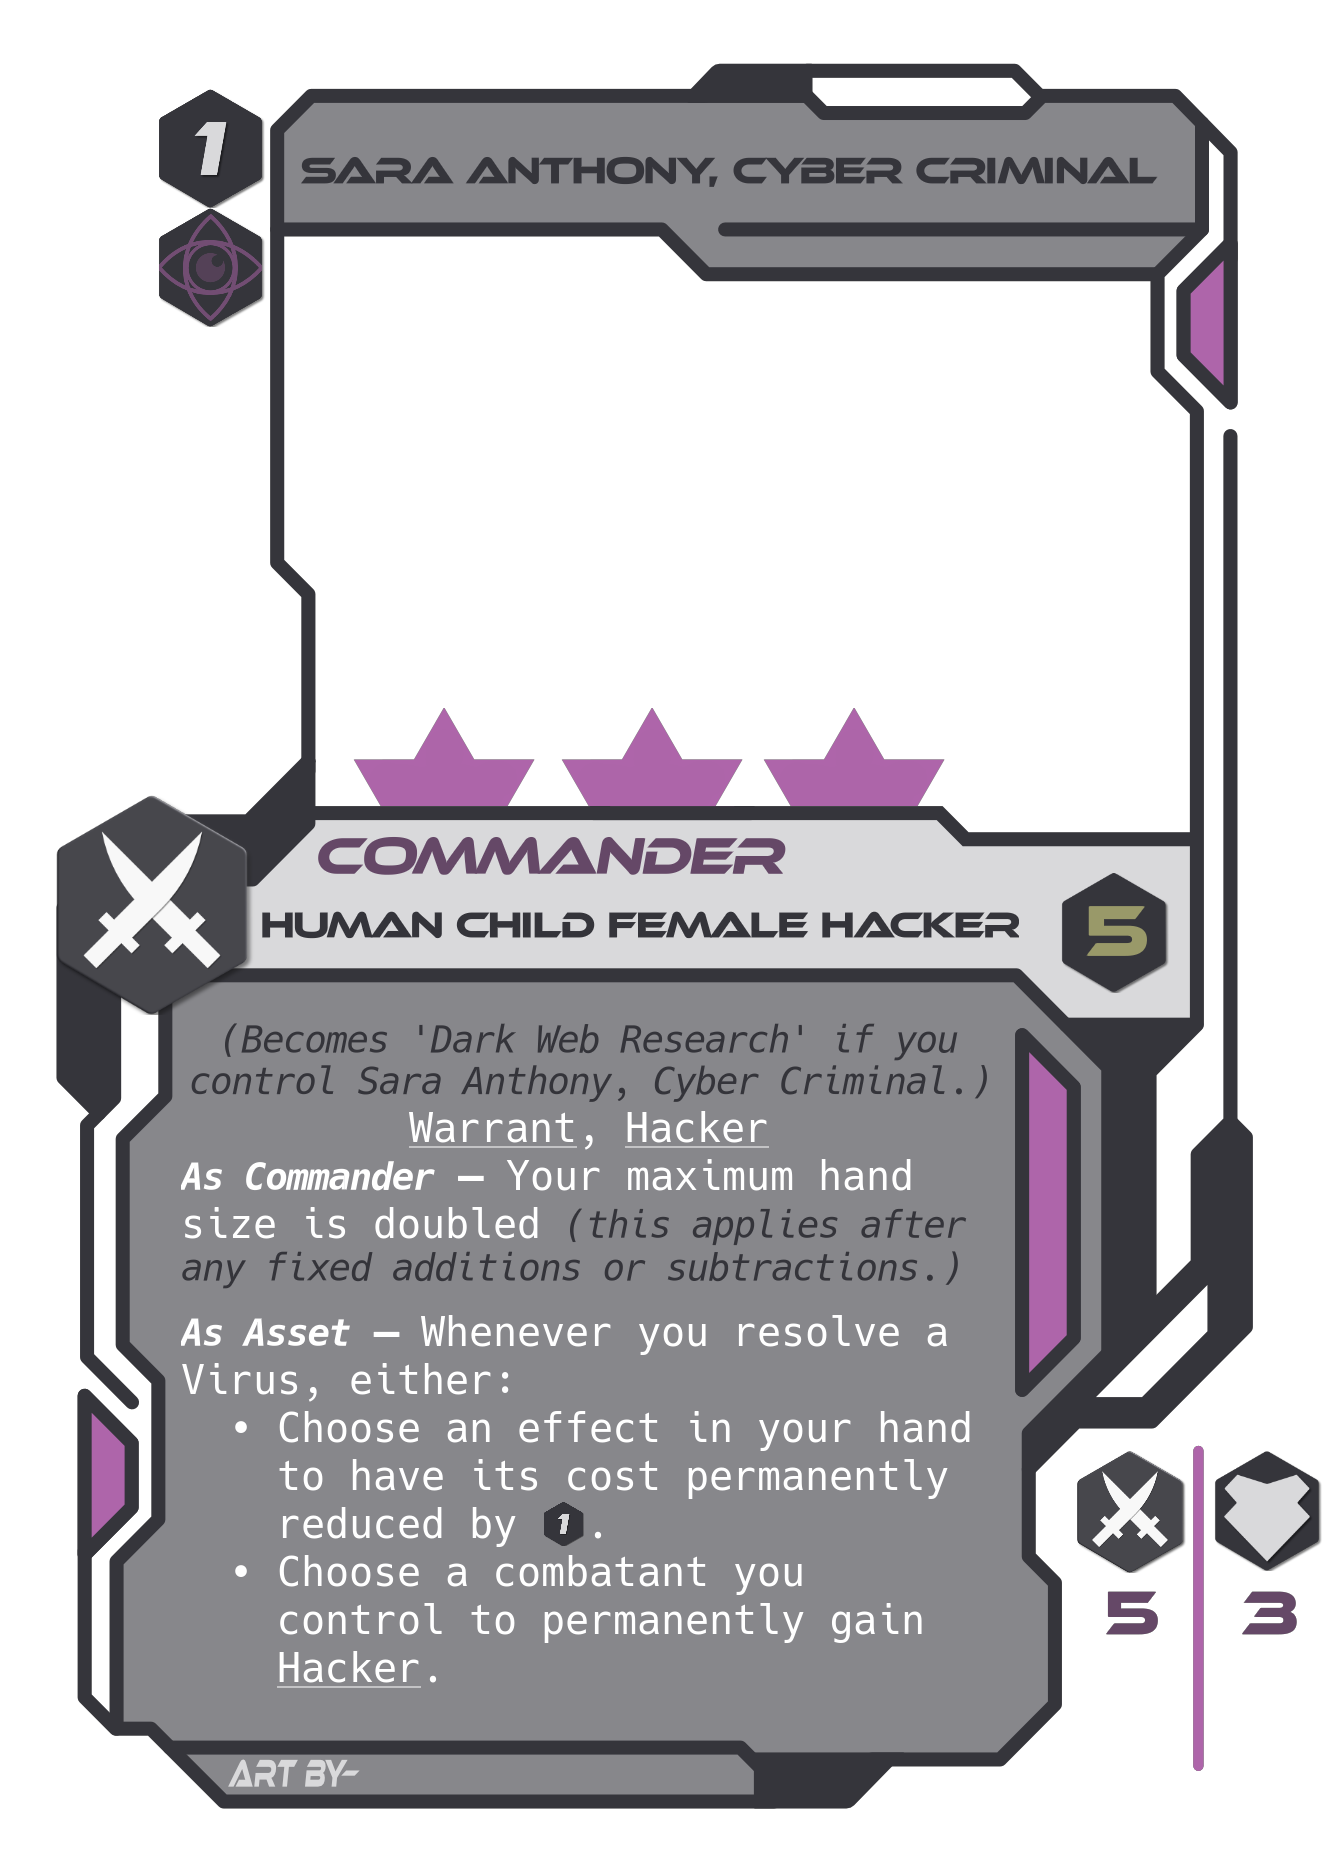 1
SARA ANTHONY, CYBER CRIMINAL
COMMANDER
HUMAN CHILD FEMALE HACKER
5
(Becomes 'Dark Web Research' if you
control Sara Anthony, Cyber Criminal.)
Warrant, Hacker
As Commander — Your maximum hand
size is doubled (this applies after
any fixed additions or subtractions.)
As Asset — Whenever you resolve a
Virus, either:
• Choose an effect in your hand
to have its cost permanently
reduced by 1.
• Choose a combatant you
control to permanently gain
Hacker.
5 3
ART BY-